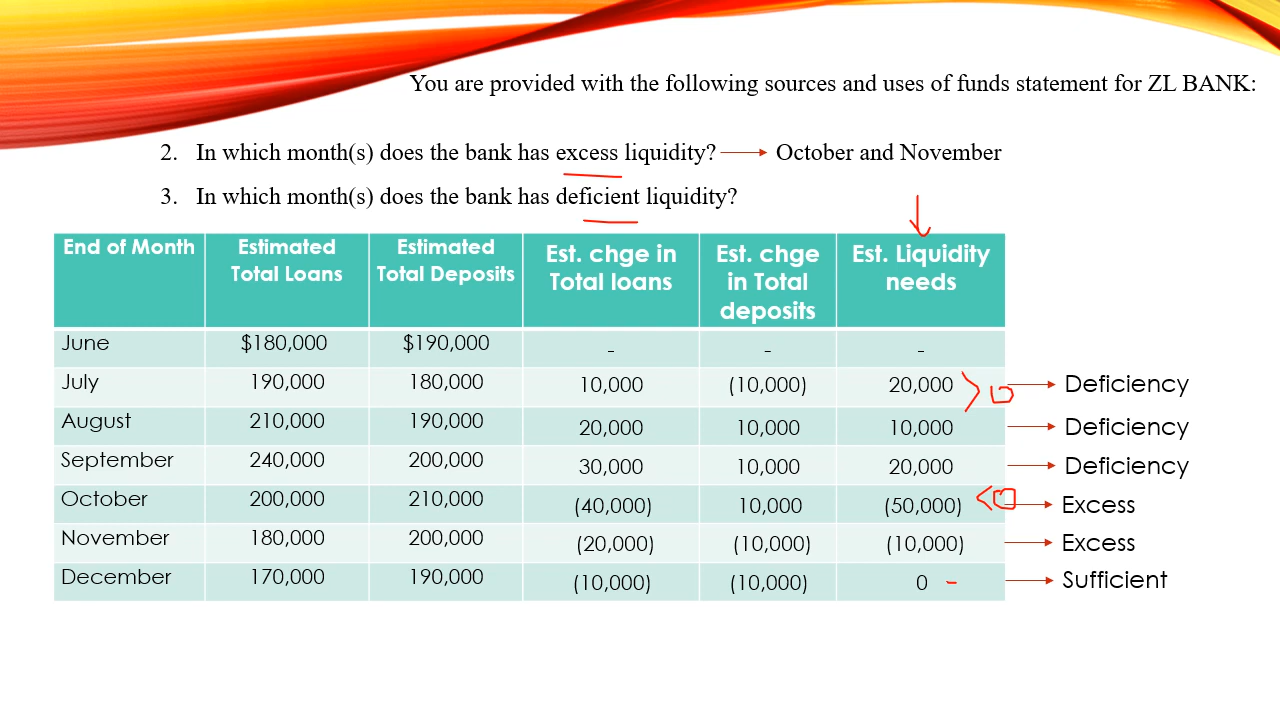 You are provided with the following sources and uses of funds statement for ZL BANK:
2. In which month(s) does the bank has excess liquidity? October and November
3. In which month(s) does the bank has deficient liquidity?
End of Month Estimated Total Loans Estimated Total Deposits Est. chge in Total loans Est. chge in Total deposits Est. Liquidity needs
June $180,000 $190,000 - - -
July 190,000 180,000 10,000 (10,000) 20,000 >0 Deficiency
August 210,000 190,000 20,000 10,000 10,000 Deficiency
September 240,000 200,000 30,000 10,000 20,000 Deficiency
October 200,000 210,000 (40,000) 10,000 (50,000) <0 Excess
November 180,000 200,000 (20,000) (10,000) (10,000) Excess
December 170,000 190,000 (10,000) (10,000) 0 - Sufficient